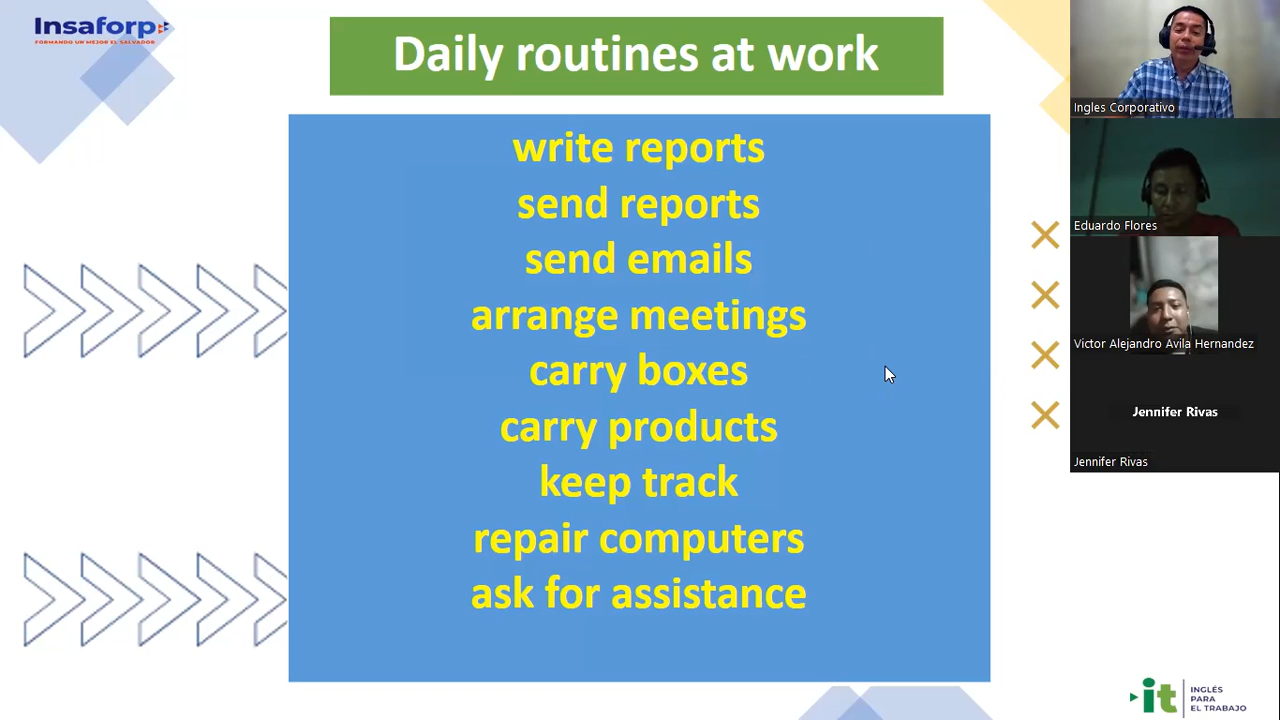 Insaforp
FORMANDO UN MEJOR EL SALVADOR
Daily routines at work
write reports
send reports
send emails
arrange meetings
carry boxes
carry products
keep track
repair computers
ask for assistance
Ingles Corporativo
Eduardo Flores
Victor Alejandro Avila Hernandez
Jennifer Rivas
Jennifer Rivas
it
INGLÉS
PARA
EL TRABAJO